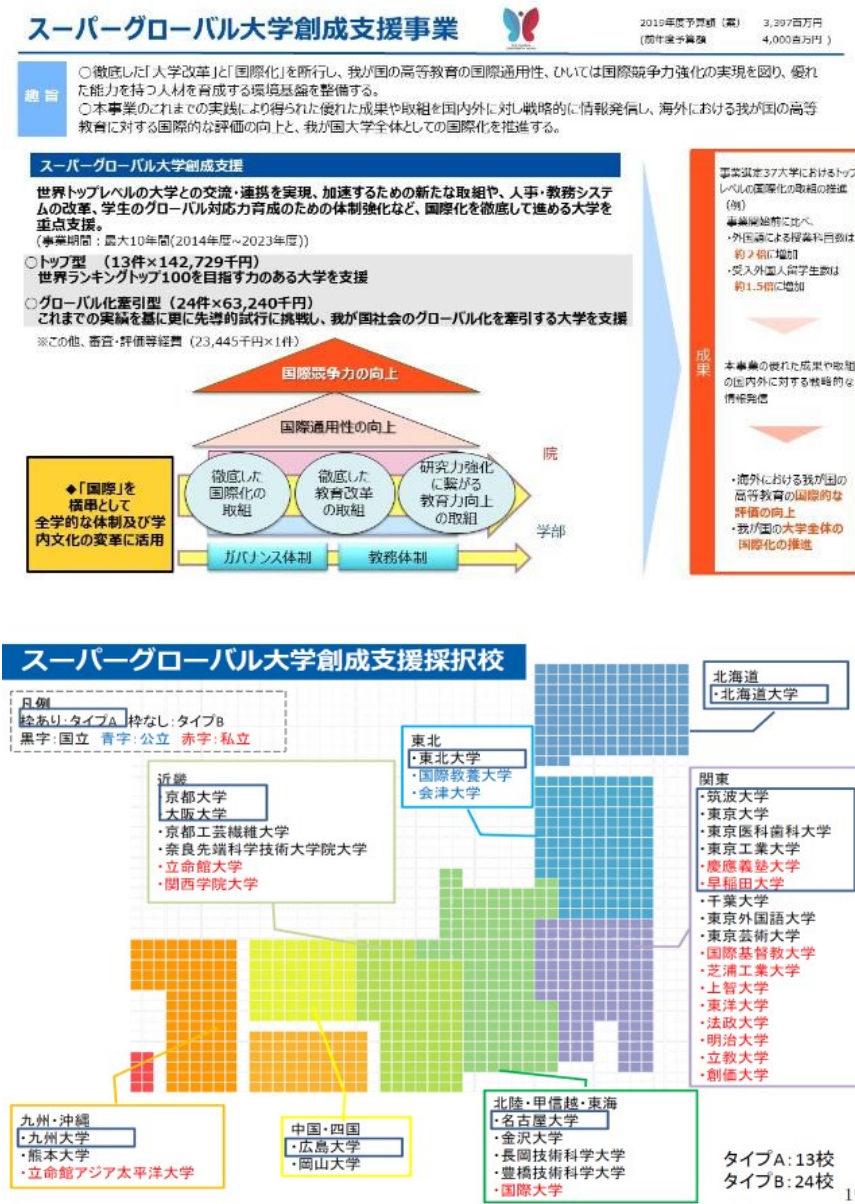 スーパーグローバル大学創成支援事業
2019年度予算額（案） 3,397百万円
（前年度予算額 4,000百万円）
趣旨
○徹底した「大学改革」と「国際化」を断行し、我が国の高等教育の国際通用性、ひいては国際競争力強化の実現を図り、優れ
た能力を持つ人材を育成する環境基盤を整備する。
○本事業のこれまでの実践により得られた優れた成果や取組を国内外に対し戦略的に情報発信し、海外における我が国の高等
教育に対する国際的な評価の向上と、我が国大学全体としての国際化を推進する。
スーパーグローバル大学創成支援
世界トップレベルの大学との交流・連携を実現、加速するための新たな取組や、人事・教務システ
ムの改革、学生のグローバル対応力育成のための体制強化など、国際化を徹底して進める大学を
重点支援。
（事業期間：最大10年間(2014年度~2023年度)）
○トップ型 （13件×142,729千円）
世界ランキングトップ100を目指す力のある大学を支援
○グローバル化牽引型（24件×63,240千円）
これまでの実績を基に更に先導的試行に挑戦し、我が国社会のグローバル化を牽引する大学を支援
※この他、審査・評価等経費（23,445千円×1件）
国際競争力の向上
国際通用性の向上
徹底した
国際化の
取組
徹底した
教育改革
の取組
研究力強化
に繋がる
教育力向上
の取組
院
学部
◆「国際」を
横串として
全学的な体制及び学
内文化の変革に活用
ガバナンス体制
教務体制
成果
事業選定37大学におけるトップ
レベルの国際化の取組の推進
（例）
事業開始前に比べ、
・外国語による授業科目数は
約2倍に増加
・受入外国人留学生数は
約1.5倍に増加
本事業の優れた成果や取組
の国内外に対する戦略的な
情報発信
・海外における我が国の
高等教育の国際的な
評価の向上
・我が国の大学全体の
国際化の推進
スーパーグローバル大学創成支援採択校
凡例
枠あり：タイプA 枠なし：タイプB
黒字：国立 青字：公立 赤字：私立
北海道
・北海道大学
東北
・東北大学
・国際教養大学
・会津大学
近畿
・京都大学
・大阪大学
・京都工芸繊維大学
・奈良先端科学技術大学院大学
・立命館大学
・関西学院大学
関東
・筑波大学
・東京大学
・東京医科歯科大学
・東京工業大学
・慶應義塾大学
・早稲田大学
・千葉大学
・東京外国語大学
・東京芸術大学
・国際基督教大学
・芝浦工業大学
・上智大学
・東洋大学
・法政大学
・明治大学
・立教大学
・創価大学
九州・沖縄
・九州大学
・熊本大学
・立命館アジア太平洋大学
中国・四国
・広島大学
・岡山大学
北陸・甲信越・東海
・名古屋大学
・金沢大学
・長岡技術科学大学
・豊橋技術科学大学
・国際大学
タイプA：13校
タイプB：24校